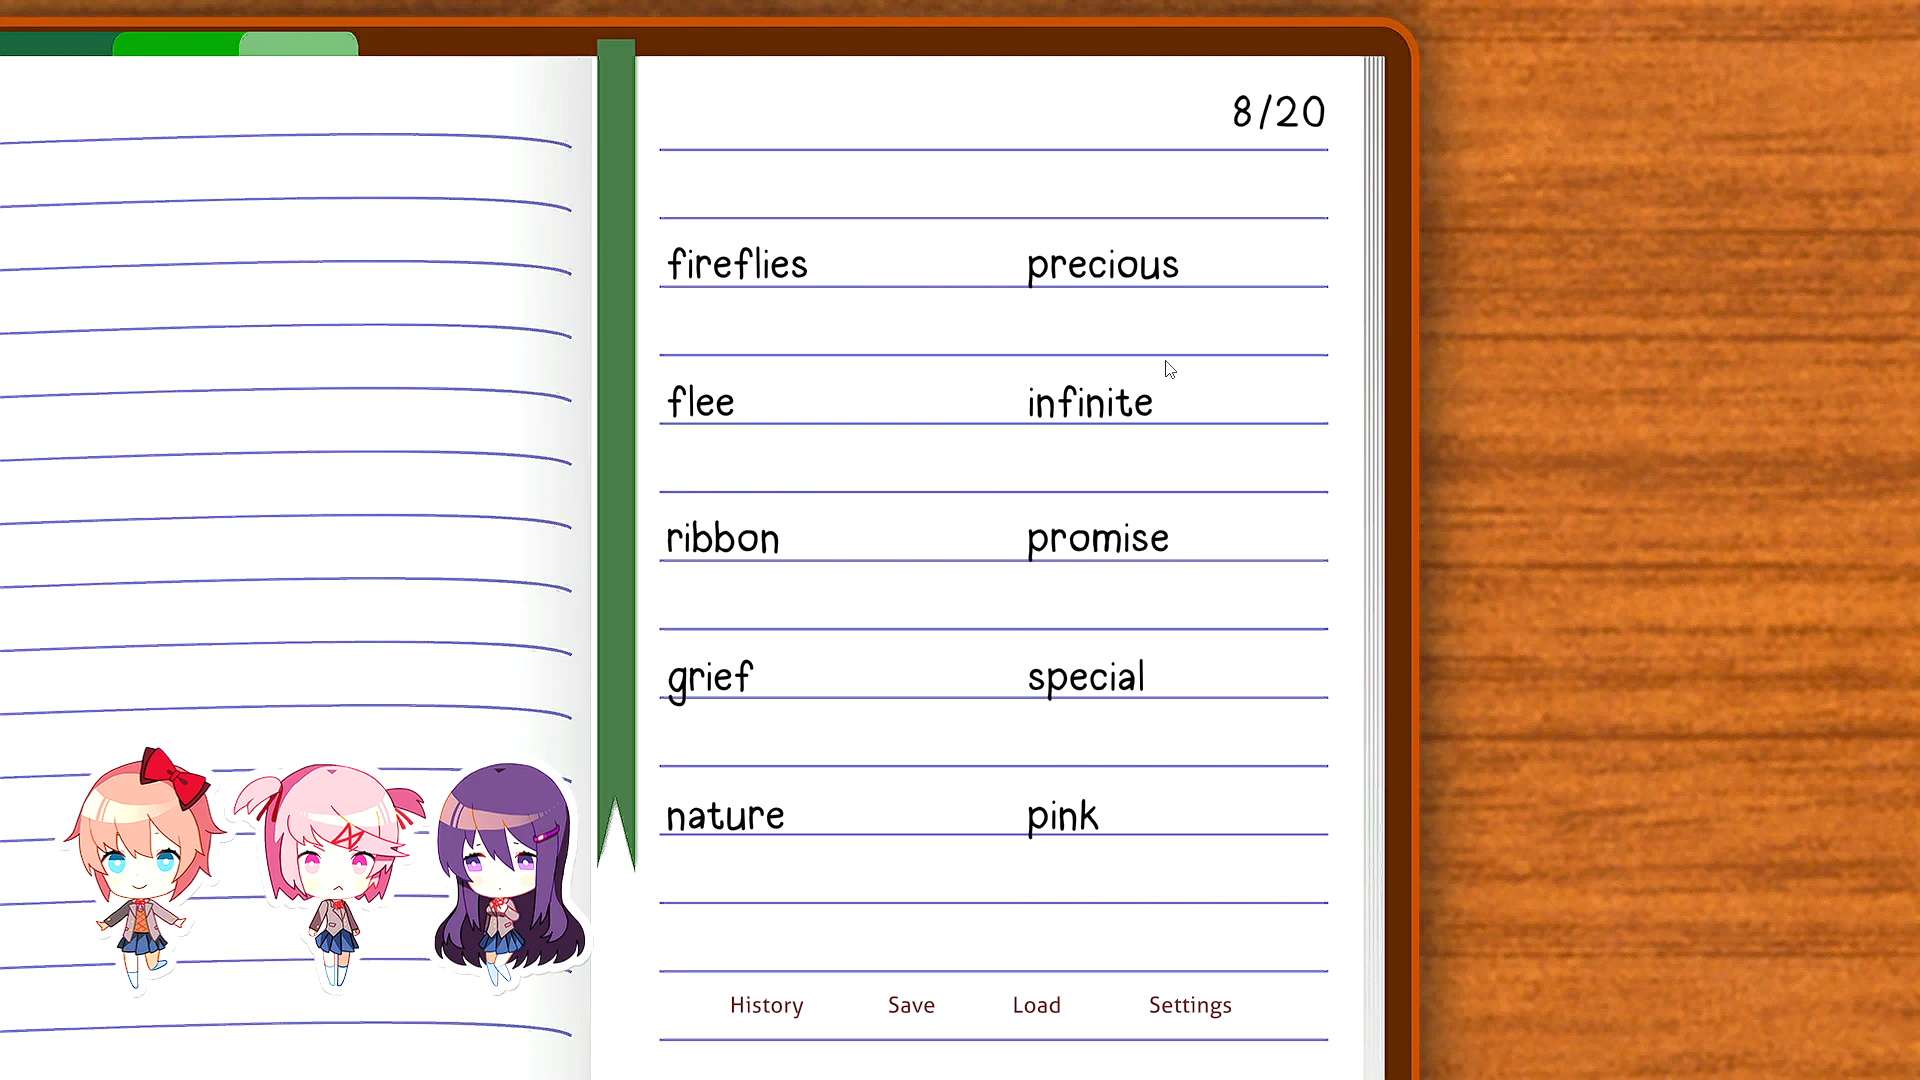 8/20
fireflies precious
flee infinite
ribbon promise
grief special
nature pink
History Save Load Settings